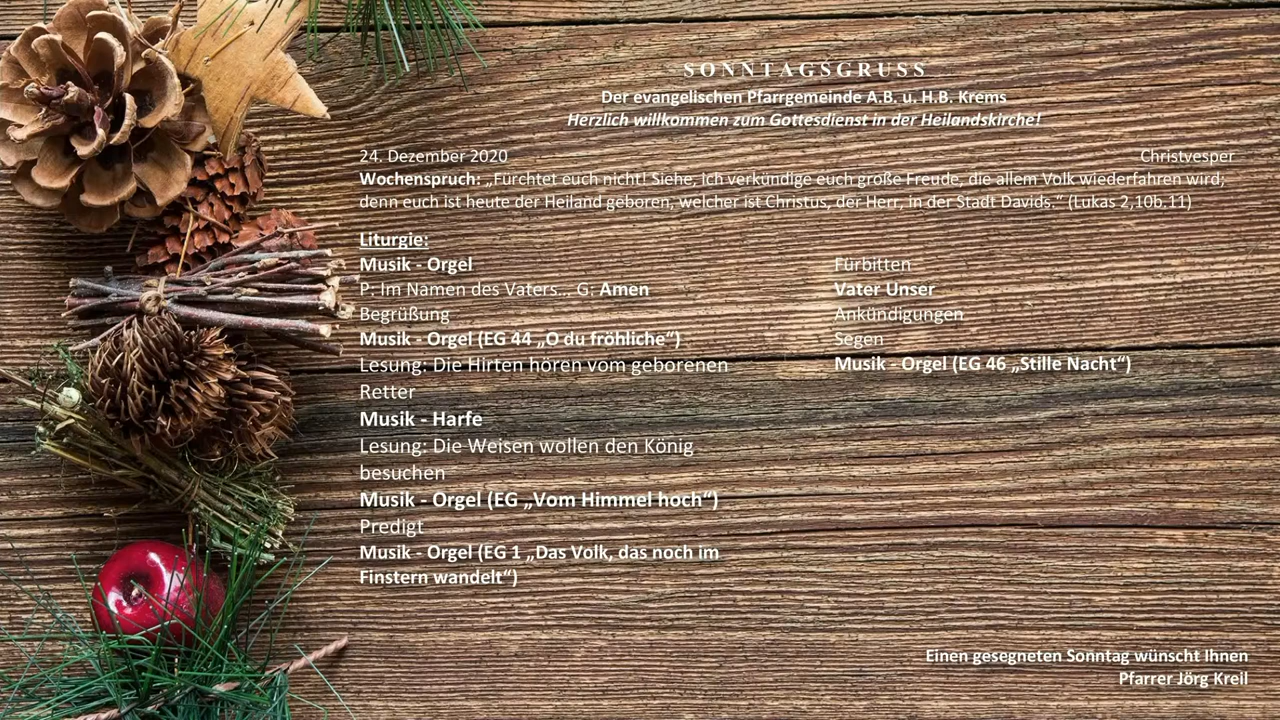 SONNTAGSGRUSS
Der evangelischen Pfarrgemeinde A.B. u. H.B. Krems
Herzlich willkommen zum Gottesdienst in der Heilandskirche!
24. Dezember 2020 Christvesper
Wochenspruch: „Fürchtet euch nicht! Siehe, ich verkündige euch große Freude, die allem Volk wiederfahren wird;
denn euch ist heute der Heiland geboren, welcher ist Christus, der Herr, in der Stadt Davids.“ (Lukas 2,10b.11)
Liturgie:
Musik - Orgel
P: Im Namen des Vaters... G: Amen
Begrüßung
Musik - Orgel (EG 44 „O du fröhliche“)
Lesung: Die Hirten hören vom geborenen
Retter
Musik - Harfe
Lesung: Die Weisen wollen den König
besuchen
Musik - Orgel (EG „Vom Himmel hoch“)
Predigt
Musik - Orgel (EG 1 „Das Volk, das noch im
Finstern wandelt“)
Fürbitten
Vater Unser
Ankündigungen
Segen
Musik - Orgel (EG 46 „Stille Nacht“)
Einen gesegneten Sonntag wünscht Ihnen
Pfarrer Jörg Kreil